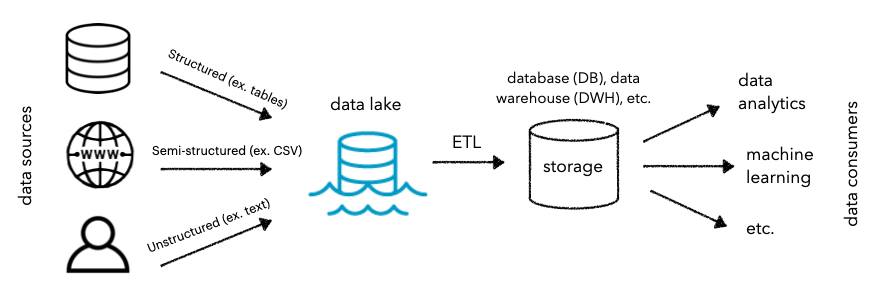 data sources
Structured (ex. tables)
WWW
Semi-structured (ex. CSV)
Unstructured (ex. text)
data lake
ETL
database (DB), data
warehouse (DWH), etc.
storage
data
analytics
machine
learning
etc.
data consumers